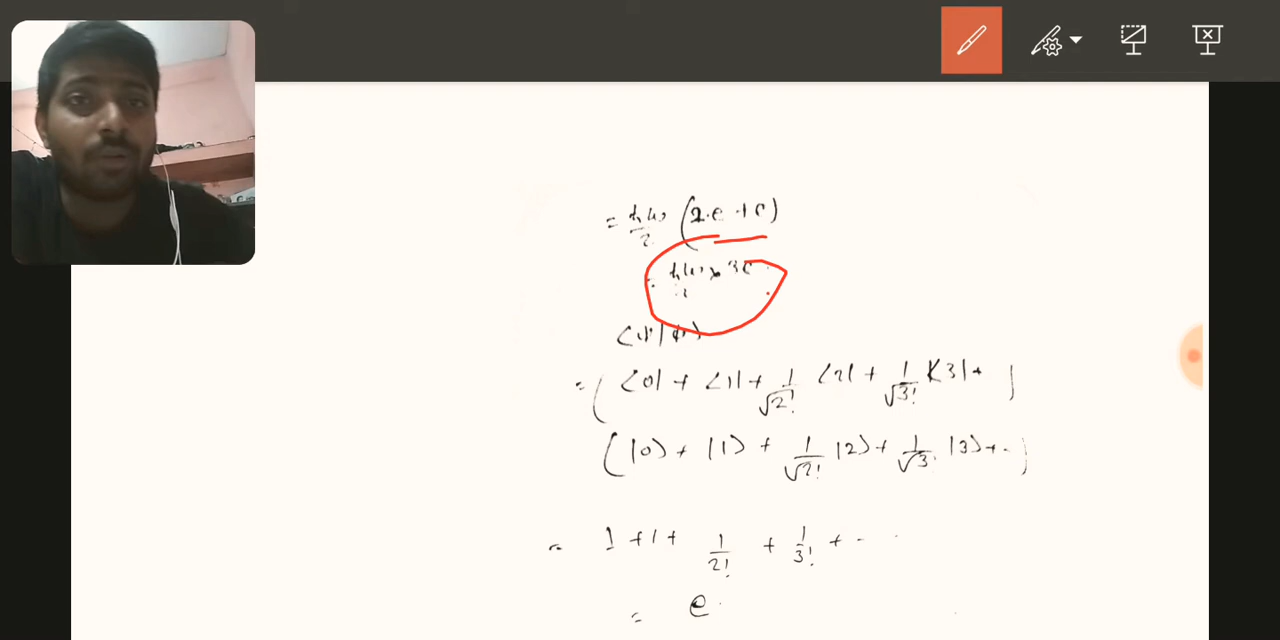 = ħω/2 (2·e + e)
= ħω/2 × 3e
⟨ψ|ψ⟩
= ( ⟨0| + ⟨1| + 1/√2! ⟨2| + 1/√3! ⟨3| + )
( |0⟩ + |1⟩ + 1/√2! |2⟩ + 1/√3. |3⟩ + - )
= 1 + 1 + 1/2! + 1/3! + - .
= e.